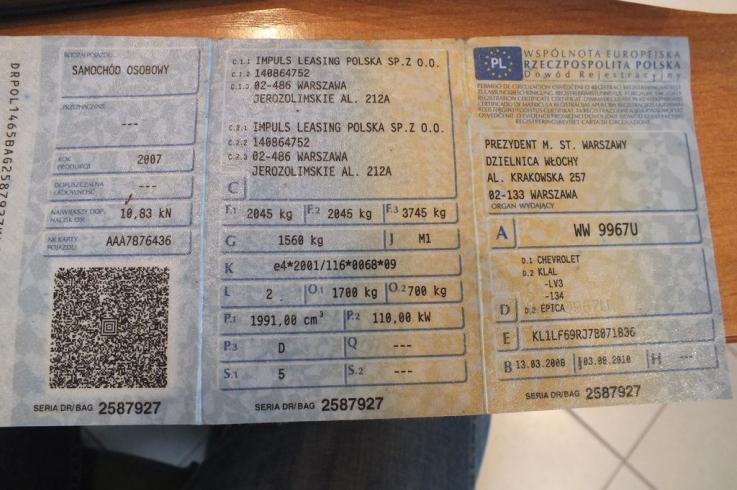 DRPOL1465BAG2587927
RODZAJ POJAZDU
SAMOCHÓD OSOBOWY
PRZEZNACZENIE
---
ROK PRODUKCJI 2007
DOPUSZCZALNA ŁADOWNOŚĆ ---
NAJWIĘKSZY DOP. NACISK OSI 10,83 kN
NR KARTY POJAZDU AAA7876436
SERIA DR/BAG 2587927
C.1.1 IMPULS LEASING POLSKA SP.Z O.O.
C.1.2 140864752
C.1.3 02-486 WARSZAWA
JEROZOLIMSKIE AL. 212A
C.2.1 IMPULS LEASING POLSKA SP.Z O.O.
C.2.2 140864752
C.2.3 02-486 WARSZAWA
JEROZOLIMSKIE AL. 212A
C
F.1 2045 kg F.2 2045 kg F.3 3745 kg
G 1560 kg J M1
K e4*2001/116*0068*09
L 2 O.1 1700 kg O.2 700 kg
P.1 1991,00 cm³ P.2 110,00 kW
P.3 D Q ---
S.1 5 S.2 ---
SERIA DR/BAG 2587927
PL
WSPÓLNOTA EUROPEJSKA
RZECZPOSPOLITA POLSKA
Dowód Rejestracyjny
PREZYDENT M. ST. WARSZAWY
DZIELNICA WŁOCHY
AL. KRAKOWSKA 257
02-133 WARSZAWA
ORGAN WYDAJĄCY
A WW 9967U
D.1 CHEVROLET
D.2 KLAL
-LV3
-134
D D.3 EPICA
E KL1LF69RJ7B071836
B 13.03.2008 I 03.08.2010 H ---
SERIA DR/BAG 2587927